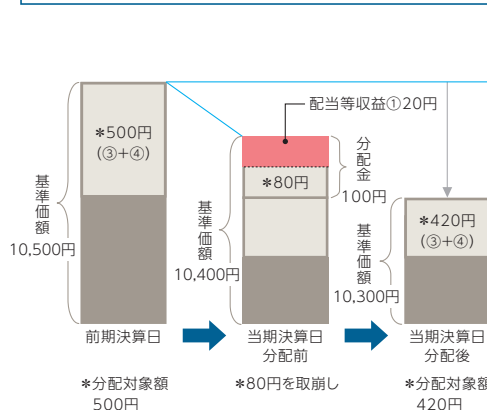 配当等収益①20円
*500円
(③+④)
分配金
100円
*80円
基準価額
10,500円
基準価額
10,400円
*420円
(③+④)
基準価額
10,300円
前期決算日
当期決算日
分配前
当期決算日
分配後
*分配対象額
500円
*80円を取崩し
*分配対象額
420円